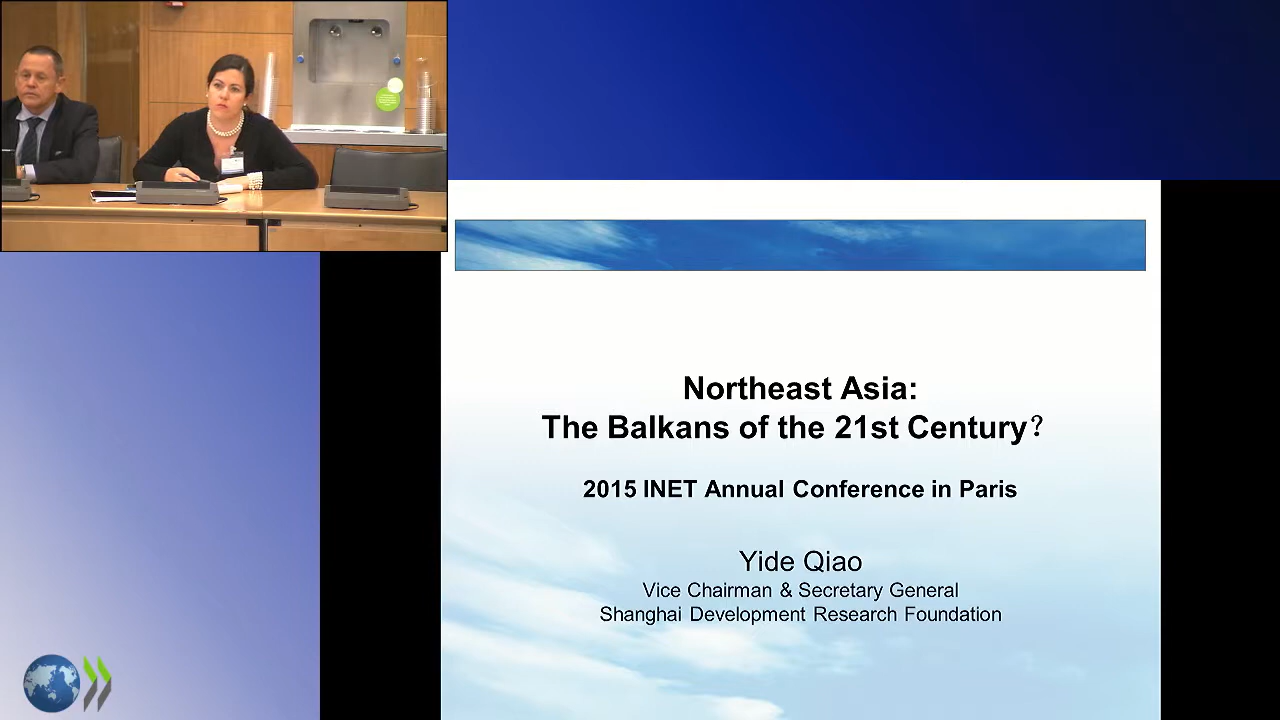 Northeast Asia:
The Balkans of the 21st Century？
2015 INET Annual Conference in Paris
Yide Qiao
Vice Chairman & Secretary General
Shanghai Development Research Foundation